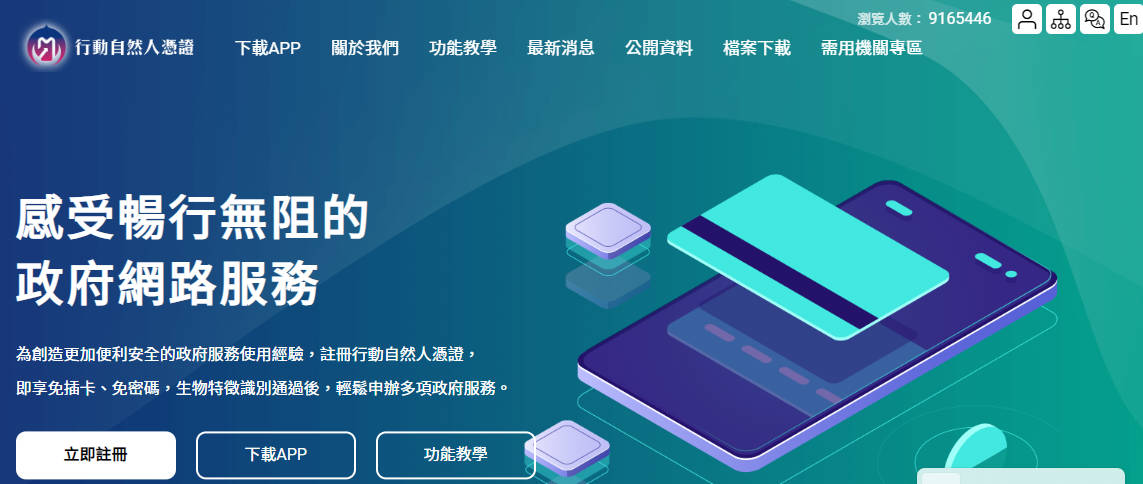 瀏覽人數： 9165446
En
行動自然人憑證
下載APP 關於我們 功能教學 最新消息 公開資料 檔案下載 需用機關專區
感受暢行無阻的
政府網路服務
為創造更加便利安全的政府服務使用經驗，註冊行動自然人憑證，
即享免插卡、免密碼，生物特徵識別通過後，輕鬆申辦多項政府服務。
立即註冊 下載APP 功能教學